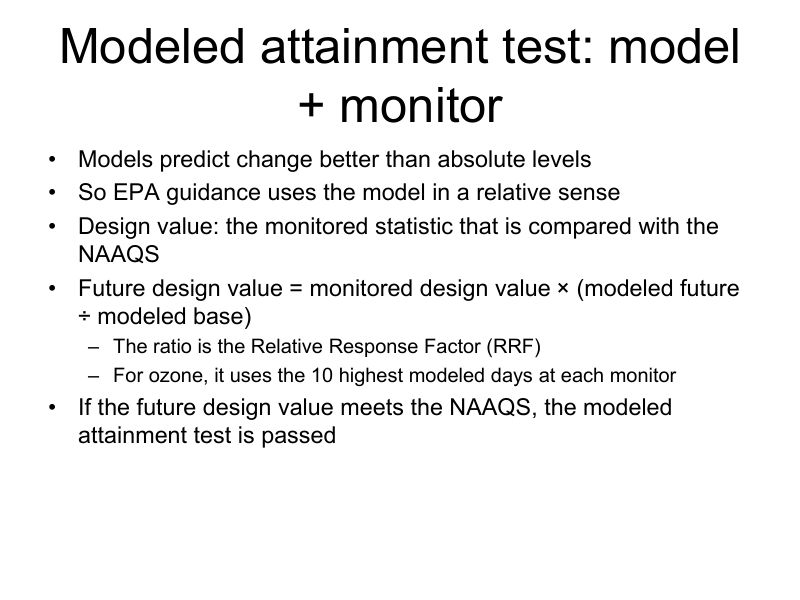 Modeled attainment test: model
+ monitor
• Models predict change better than absolute levels
• So EPA guidance uses the model in a relative sense
• Design value: the monitored statistic that is compared with the
NAAQS
• Future design value = monitored design value × (modeled future
÷ modeled base)
– The ratio is the Relative Response Factor (RRF)
– For ozone, it uses the 10 highest modeled days at each monitor
• If the future design value meets the NAAQS, the modeled
attainment test is passed